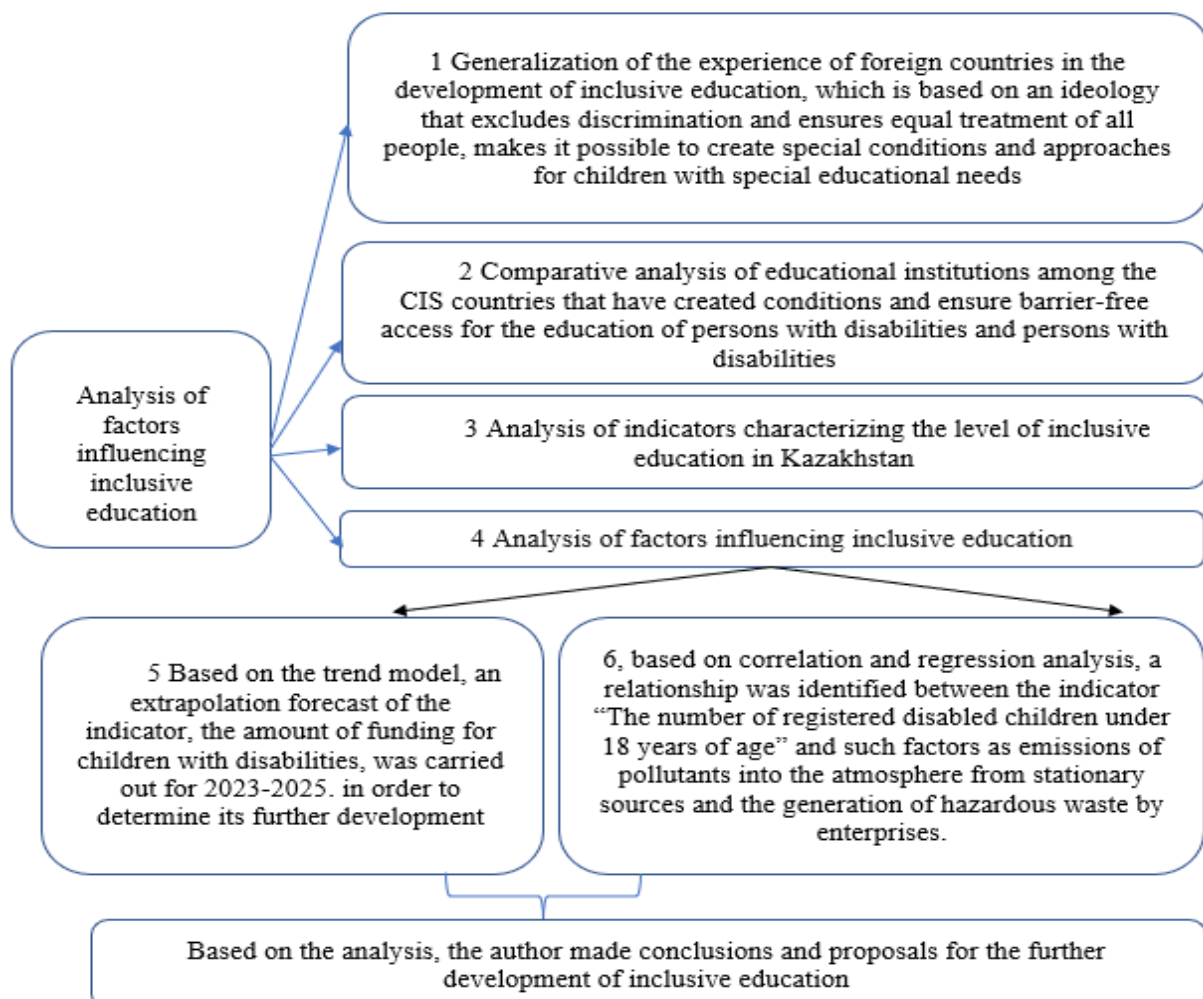 1 Generalization of the experience of foreign countries in the
development of inclusive education, which is based on an ideology
that excludes discrimination and ensures equal treatment of all
people, makes it possible to create special conditions and approaches
for children with special educational needs
2 Comparative analysis of educational institutions among the
CIS countries that have created conditions and ensure barrier-free
access for the education of persons with disabilities and persons with
disabilities
Analysis of
factors
influencing
inclusive
education
3 Analysis of indicators characterizing the level of inclusive
education in Kazakhstan
4 Analysis of factors influencing inclusive education
5 Based on the trend model, an
extrapolation forecast of the
indicator, the amount of funding for
children with disabilities, was carried
out for 2023-2025. in order to
determine its further development
6, based on correlation and regression analysis, a
relationship was identified between the indicator
“The number of registered disabled children under
18 years of age” and such factors as emissions of
pollutants into the atmosphere from stationary
sources and the generation of hazardous waste by
enterprises.
Based on the analysis, the author made conclusions and proposals for the further
development of inclusive education